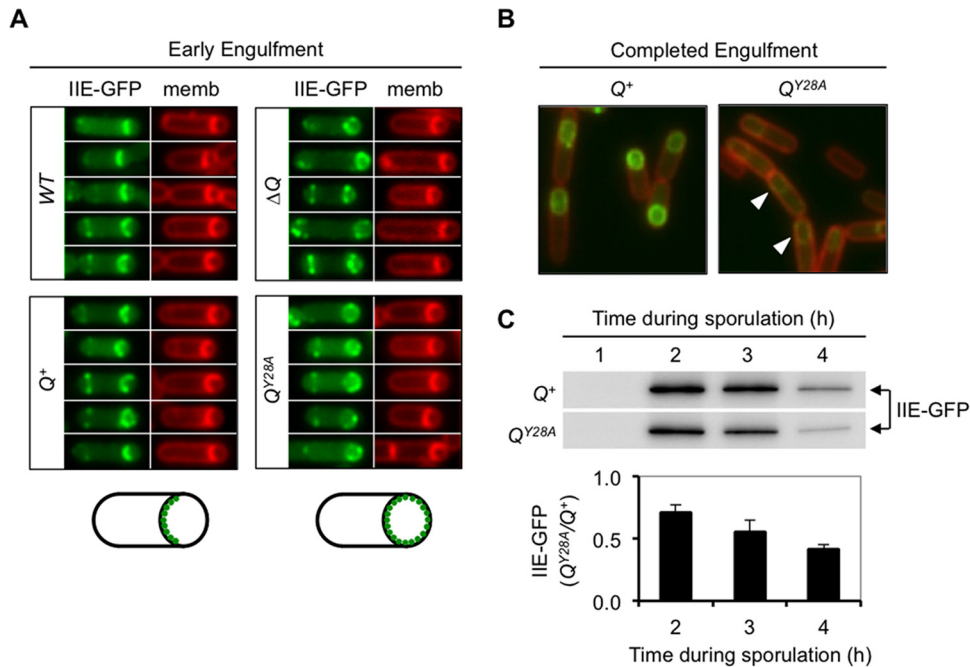 A
Early Engulfment
IIE-GFP memb
IIE-GFP memb
WT
ΔQ
Q+
QY28A
B
Completed Engulfment
Q+ QY28A
C
Time during sporulation (h)
1 2 3 4
Q+
QY28A
IIE-GFP
IIE-GFP
(QY28A/Q+)
1.0
0.5
0.0
2 3 4
Time during sporulation (h)